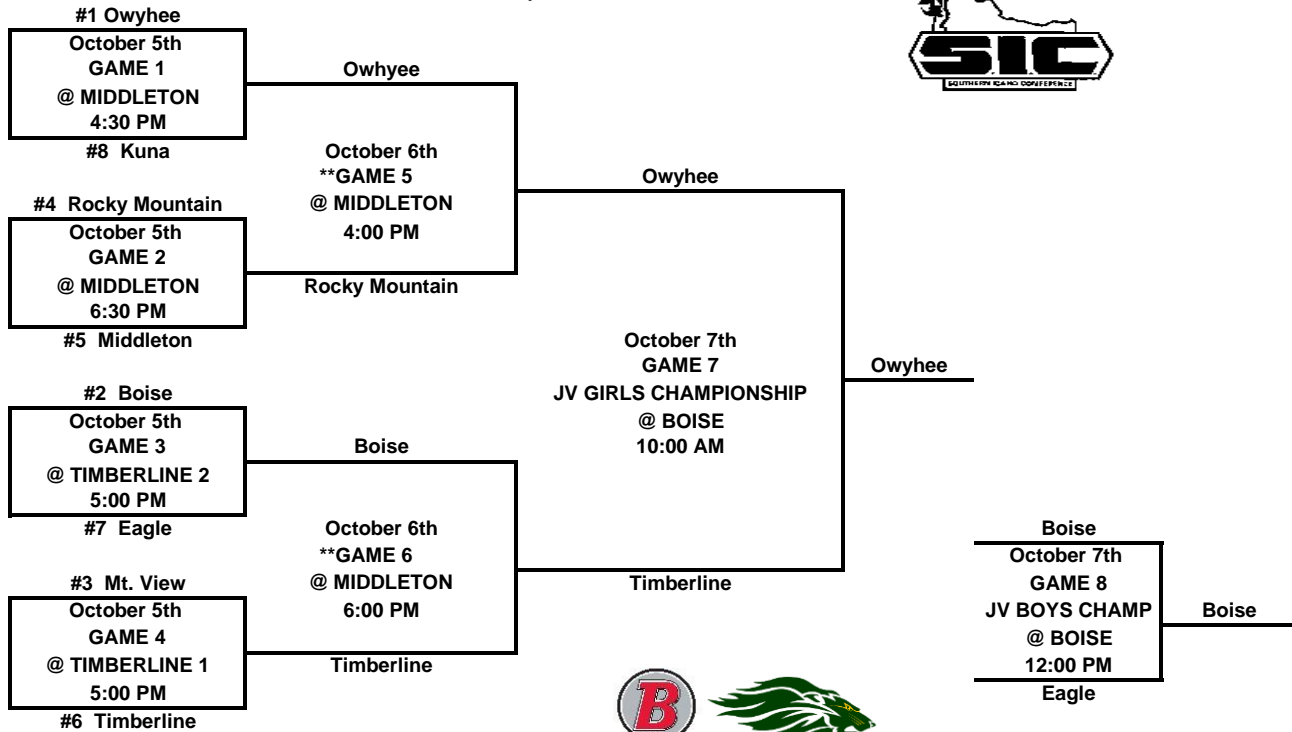 #1 Owyhee
October 5th
GAME 1
@ MIDDLETON
4:30 PM
#8 Kuna
#4 Rocky Mountain
October 5th
GAME 2
@ MIDDLETON
6:30 PM
#5 Middleton
#2 Boise
October 5th
GAME 3
@ TIMBERLINE 2
5:00 PM
#7 Eagle
#3 Mt. View
October 5th
GAME 4
@ TIMBERLINE 1
5:00 PM
#6 Timberline
Owhyee
October 6th
**GAME 5
@ MIDDLETON
4:00 PM
Rocky Mountain
Boise
October 6th
**GAME 6
@ MIDDLETON
6:00 PM
Timberline
Owyhee
October 7th
GAME 7
JV GIRLS CHAMPIONSHIP
@ BOISE
10:00 AM
Timberline
Owyhee
Boise
October 7th
GAME 8
JV BOYS CHAMP
@ BOISE
12:00 PM
Eagle
Boise
S.I.C
SOUTHERN IDAHO CONFERENCE
B